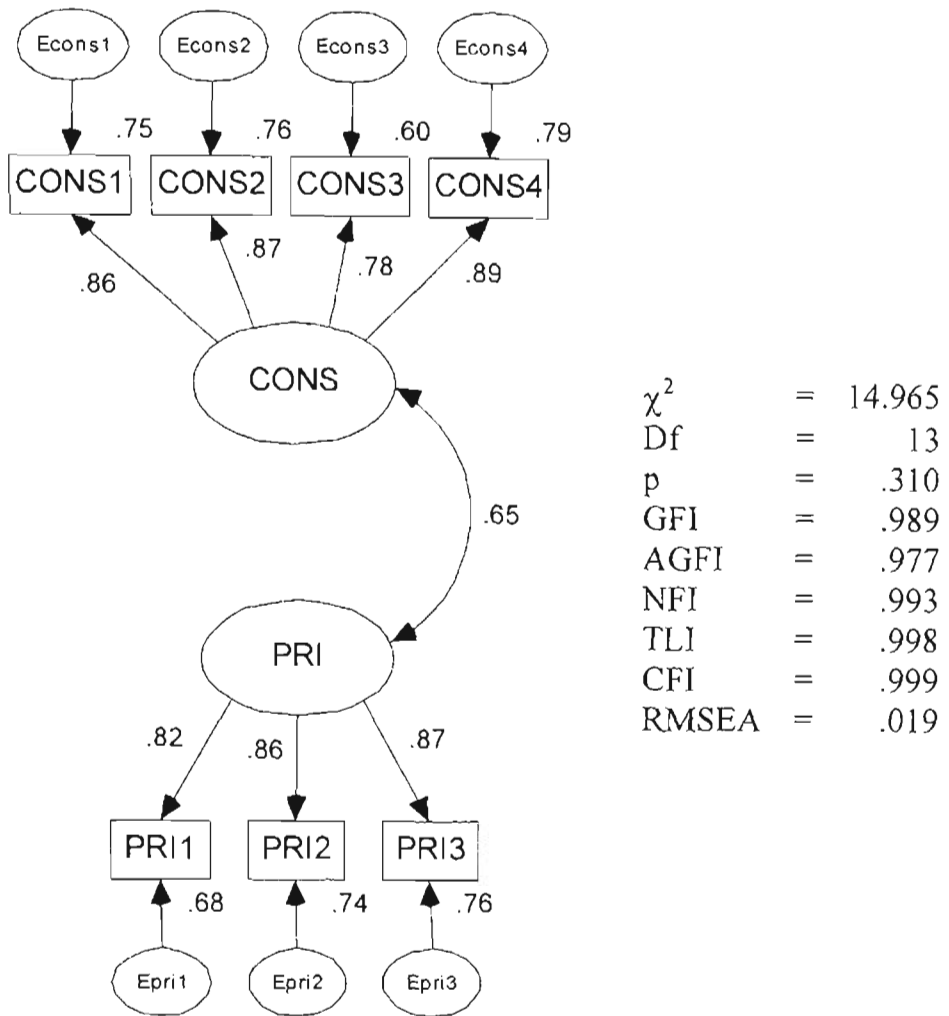 Econs1 Econs2 Econs3 Econs4
.75 .76 .60 .79
CONS1 CONS2 CONS3 CONS4
.86 .87 .78 .89
CONS
.65
PRI
.82 .86 .87
PRI1 PRI2 PRI3
.68 .74 .76
Epri1 Epri2 Epri3
χ² = 14.965
Df = 13
p = .310
GFI = .989
AGFI = .977
NFI = .993
TLI = .998
CFI = .999
RMSEA = .019